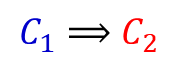 C₁ ⟹ C₂